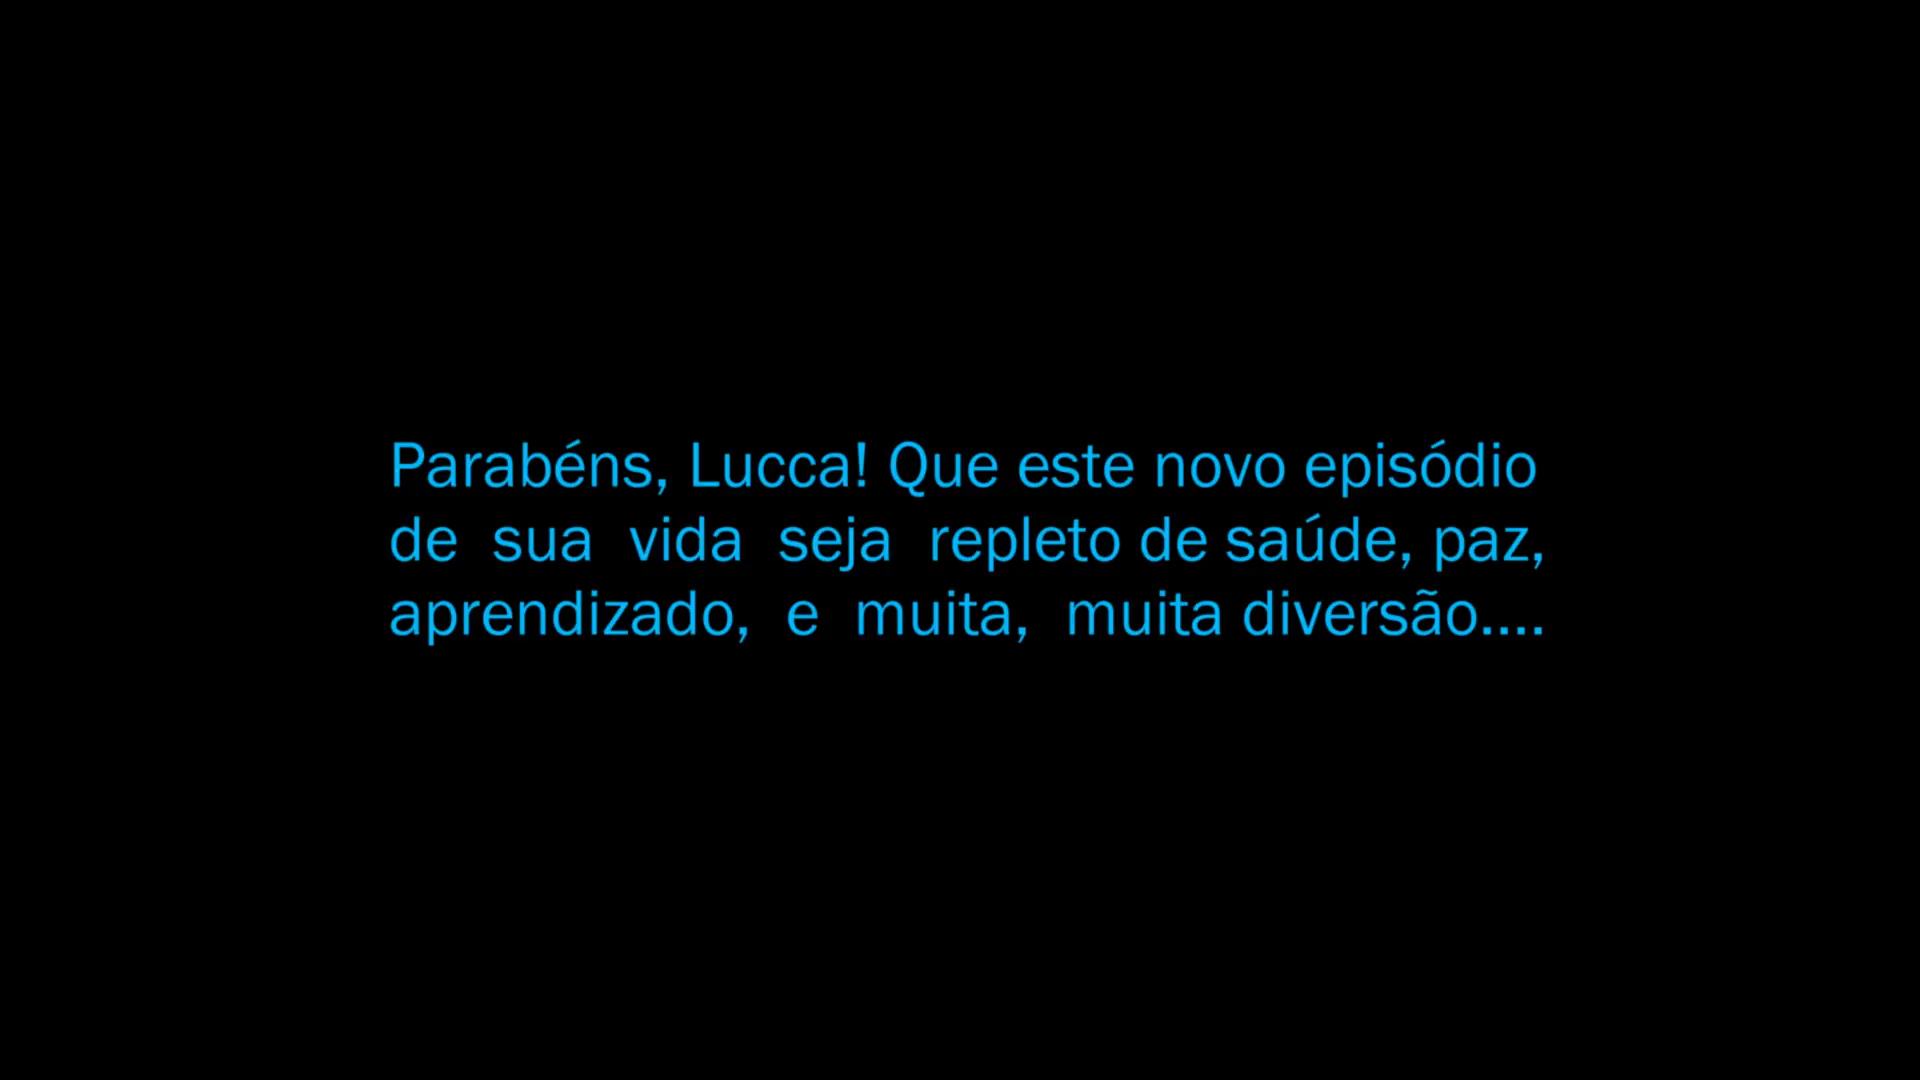 Parabéns, Lucca! Que este novo episódio
de sua vida seja repleto de saúde, paz,
aprendizado, e muita, muita diversão....